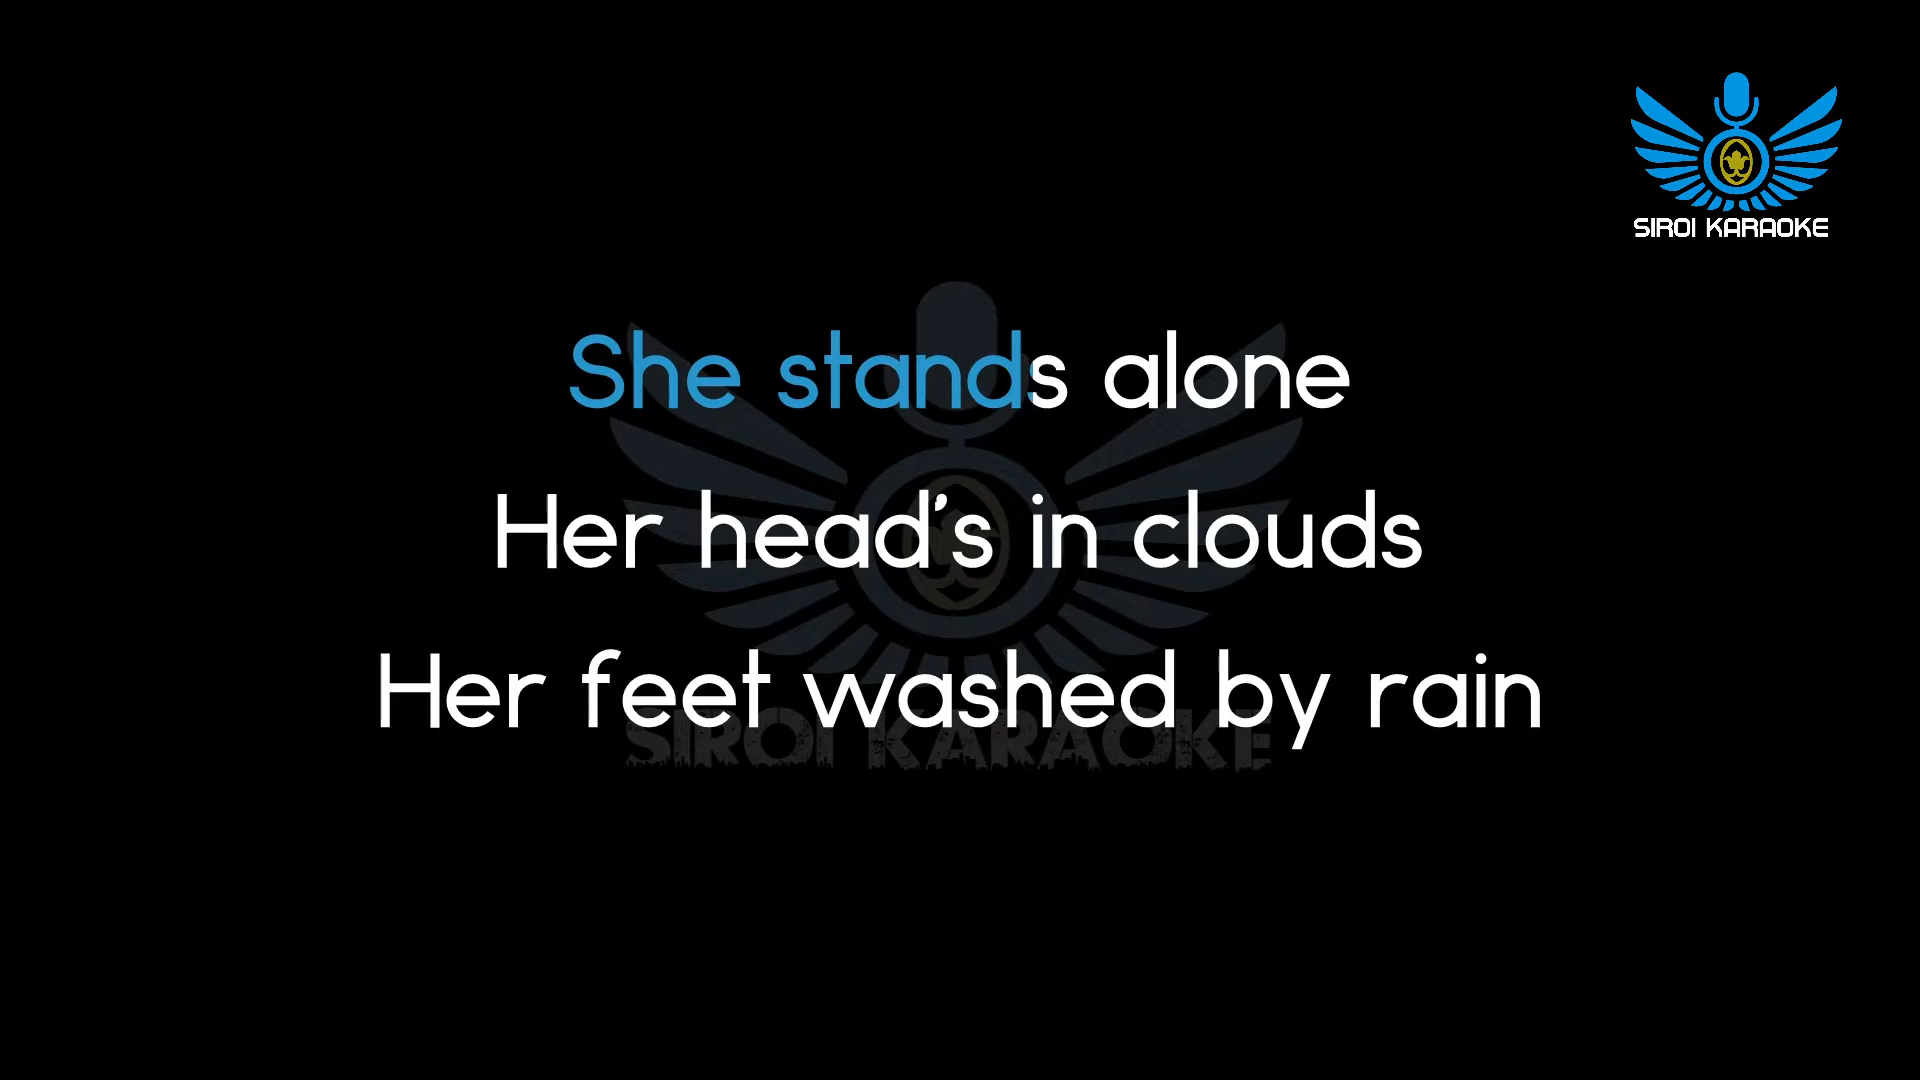 SIROI KARAOKE
She stands alone
Her head's in clouds
Her feet washed by rain
SIROI KARAOKE